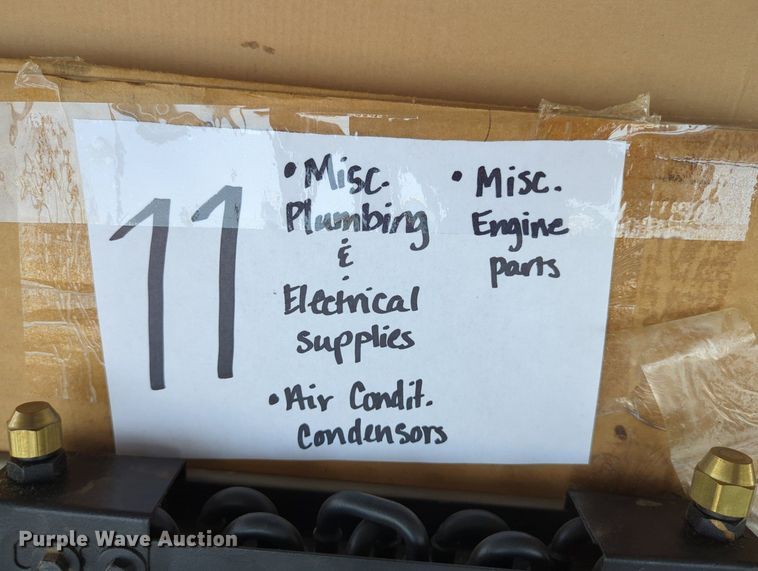 11
• Misc.
Plumbing
&
Electrical
supplies
• Air Condit.
Condensors
• Misc.
Engine
parts
Purple Wave Auction